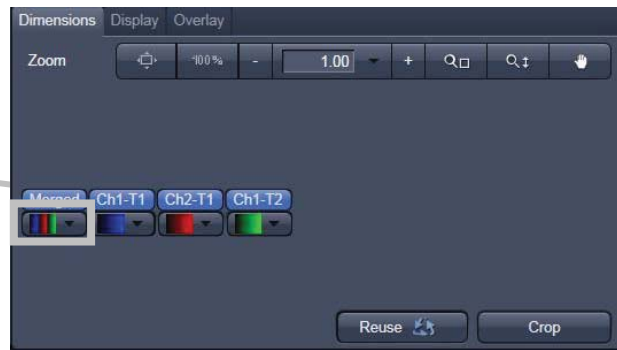 Dimensions Display Overlay
Zoom 100% - 1.00 + 
Merged Ch1-T1 Ch2-T1 Ch1-T2
Reuse Crop